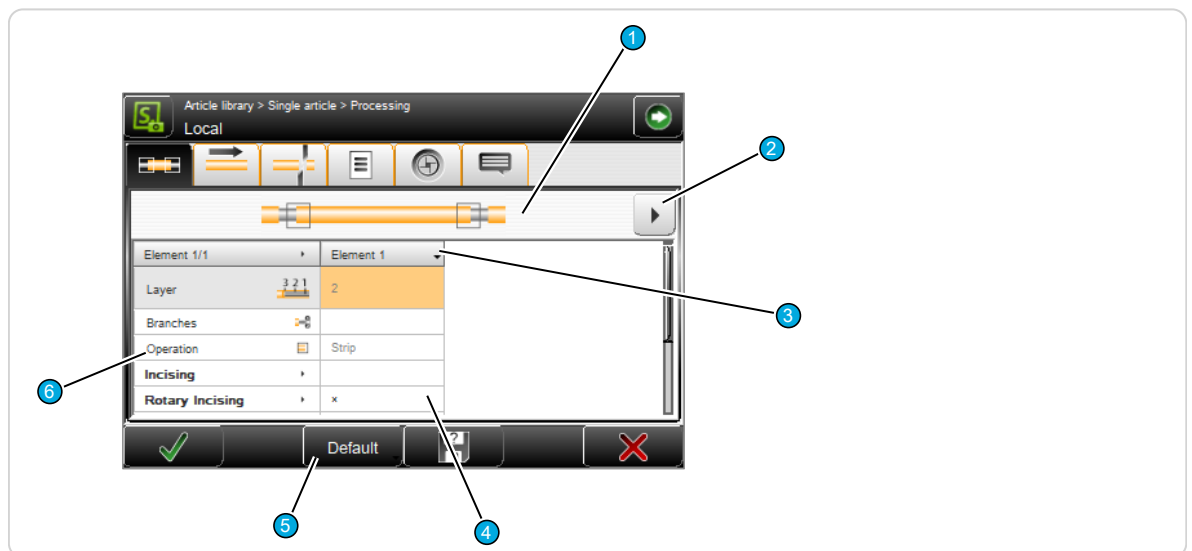 1
Article library > Single article > Processing
Local
2
Element 1/1 Element 1
Layer 3 2 1 2
3
Branches
Operation Strip
6
Incising
Rotary Incising ×
Default ?
5
4